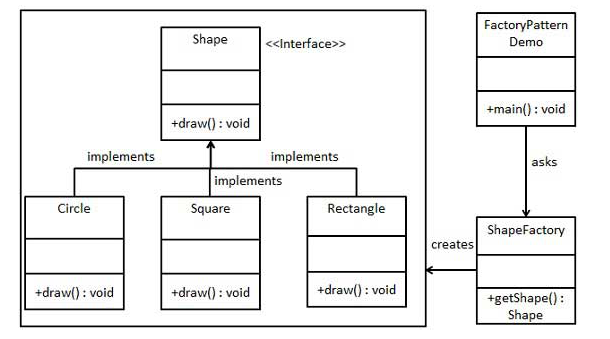 Shape
<<Interface>>
+draw() : void
implements
implements
implements
Circle
+draw() : void
Square
+draw() : void
Rectangle
+draw() : void
FactoryPattern
Demo
+main() : void
asks
creates
ShapeFactory
+getShape() :
Shape